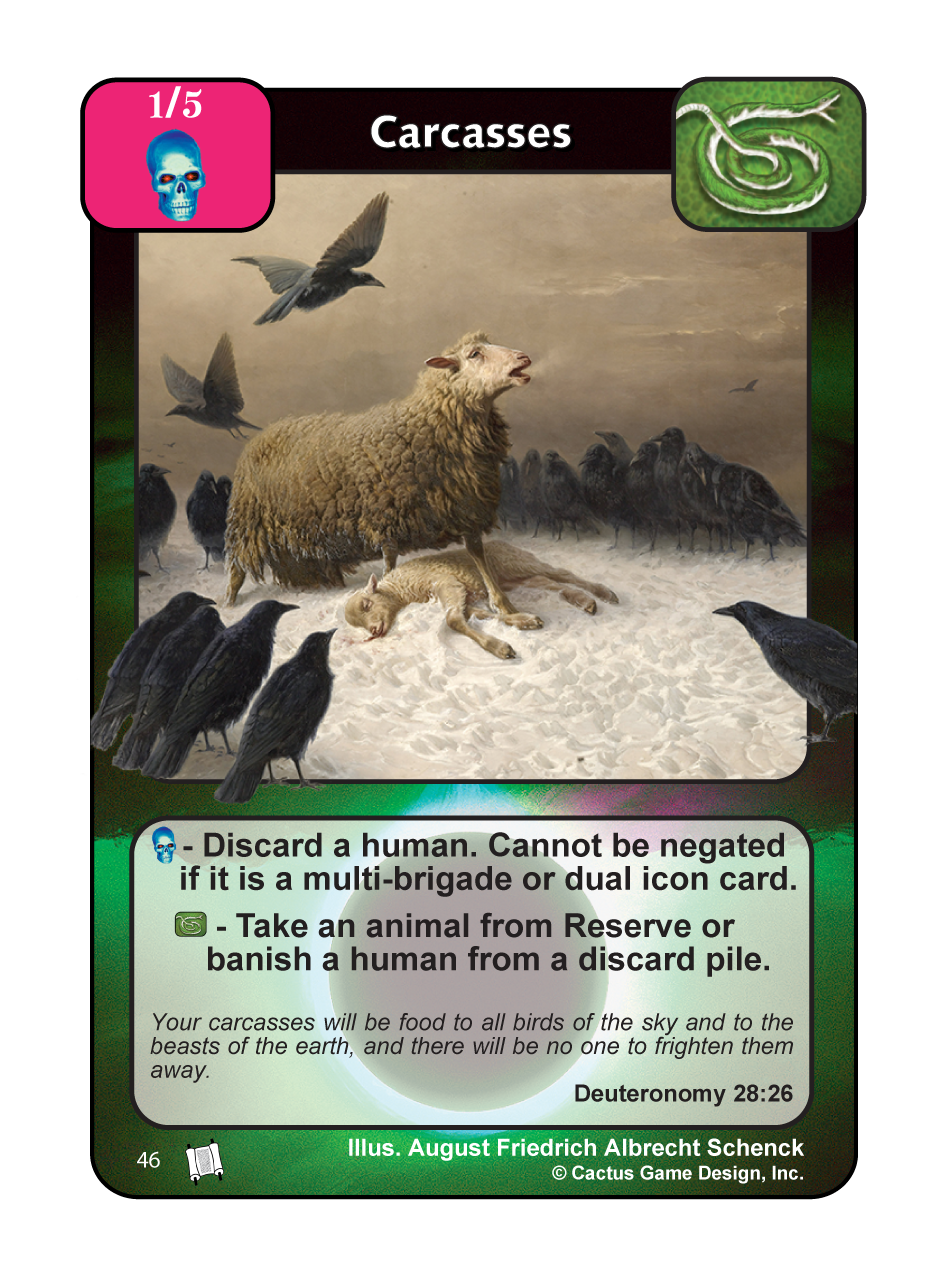 1/5
Carcasses
- Discard a human. Cannot be negated
if it is a multi-brigade or dual icon card.
- Take an animal from Reserve or
banish a human from a discard pile.
Your carcasses will be food to all birds of the sky and to the
beasts of the earth, and there will be no one to frighten them
away.
Deuteronomy 28:26
46
Illus. August Friedrich Albrecht Schenck
© Cactus Game Design, Inc.